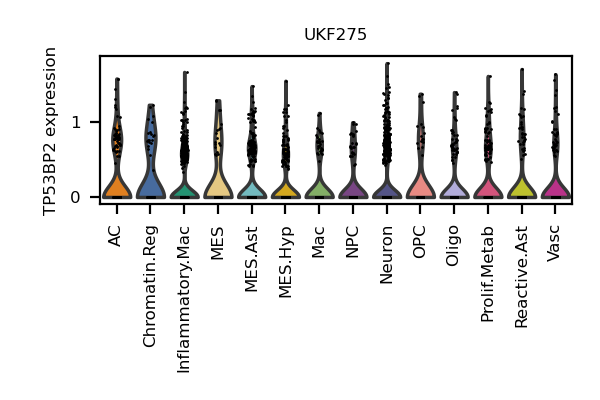 UKF275
TP53BP2 expression
1
0
AC
Chromatin.Reg
Inflammatory.Mac
MES
MES.Ast
MES.Hyp
Mac
NPC
Neuron
OPC
Oligo
Prolif.Metab
Reactive.Ast
Vasc